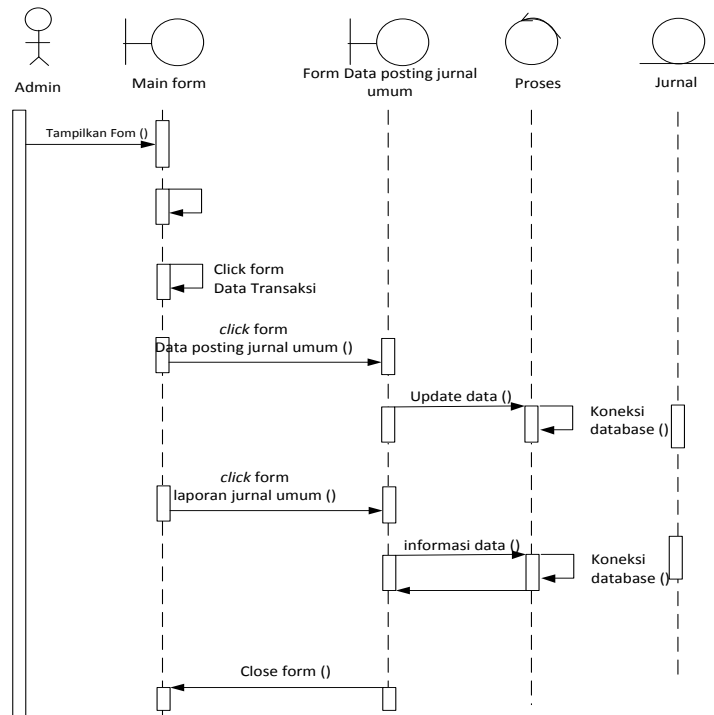 Admin
Main form
Form Data posting jurnal
umum
Proses
Jurnal
Tampilkan Fom ()
Click form
Data Transaksi
click form
Data posting jurnal umum ()
Update data ()
Koneksi
database ()
click form
laporan jurnal umum ()
informasi data ()
Koneksi
database ()
Close form ()